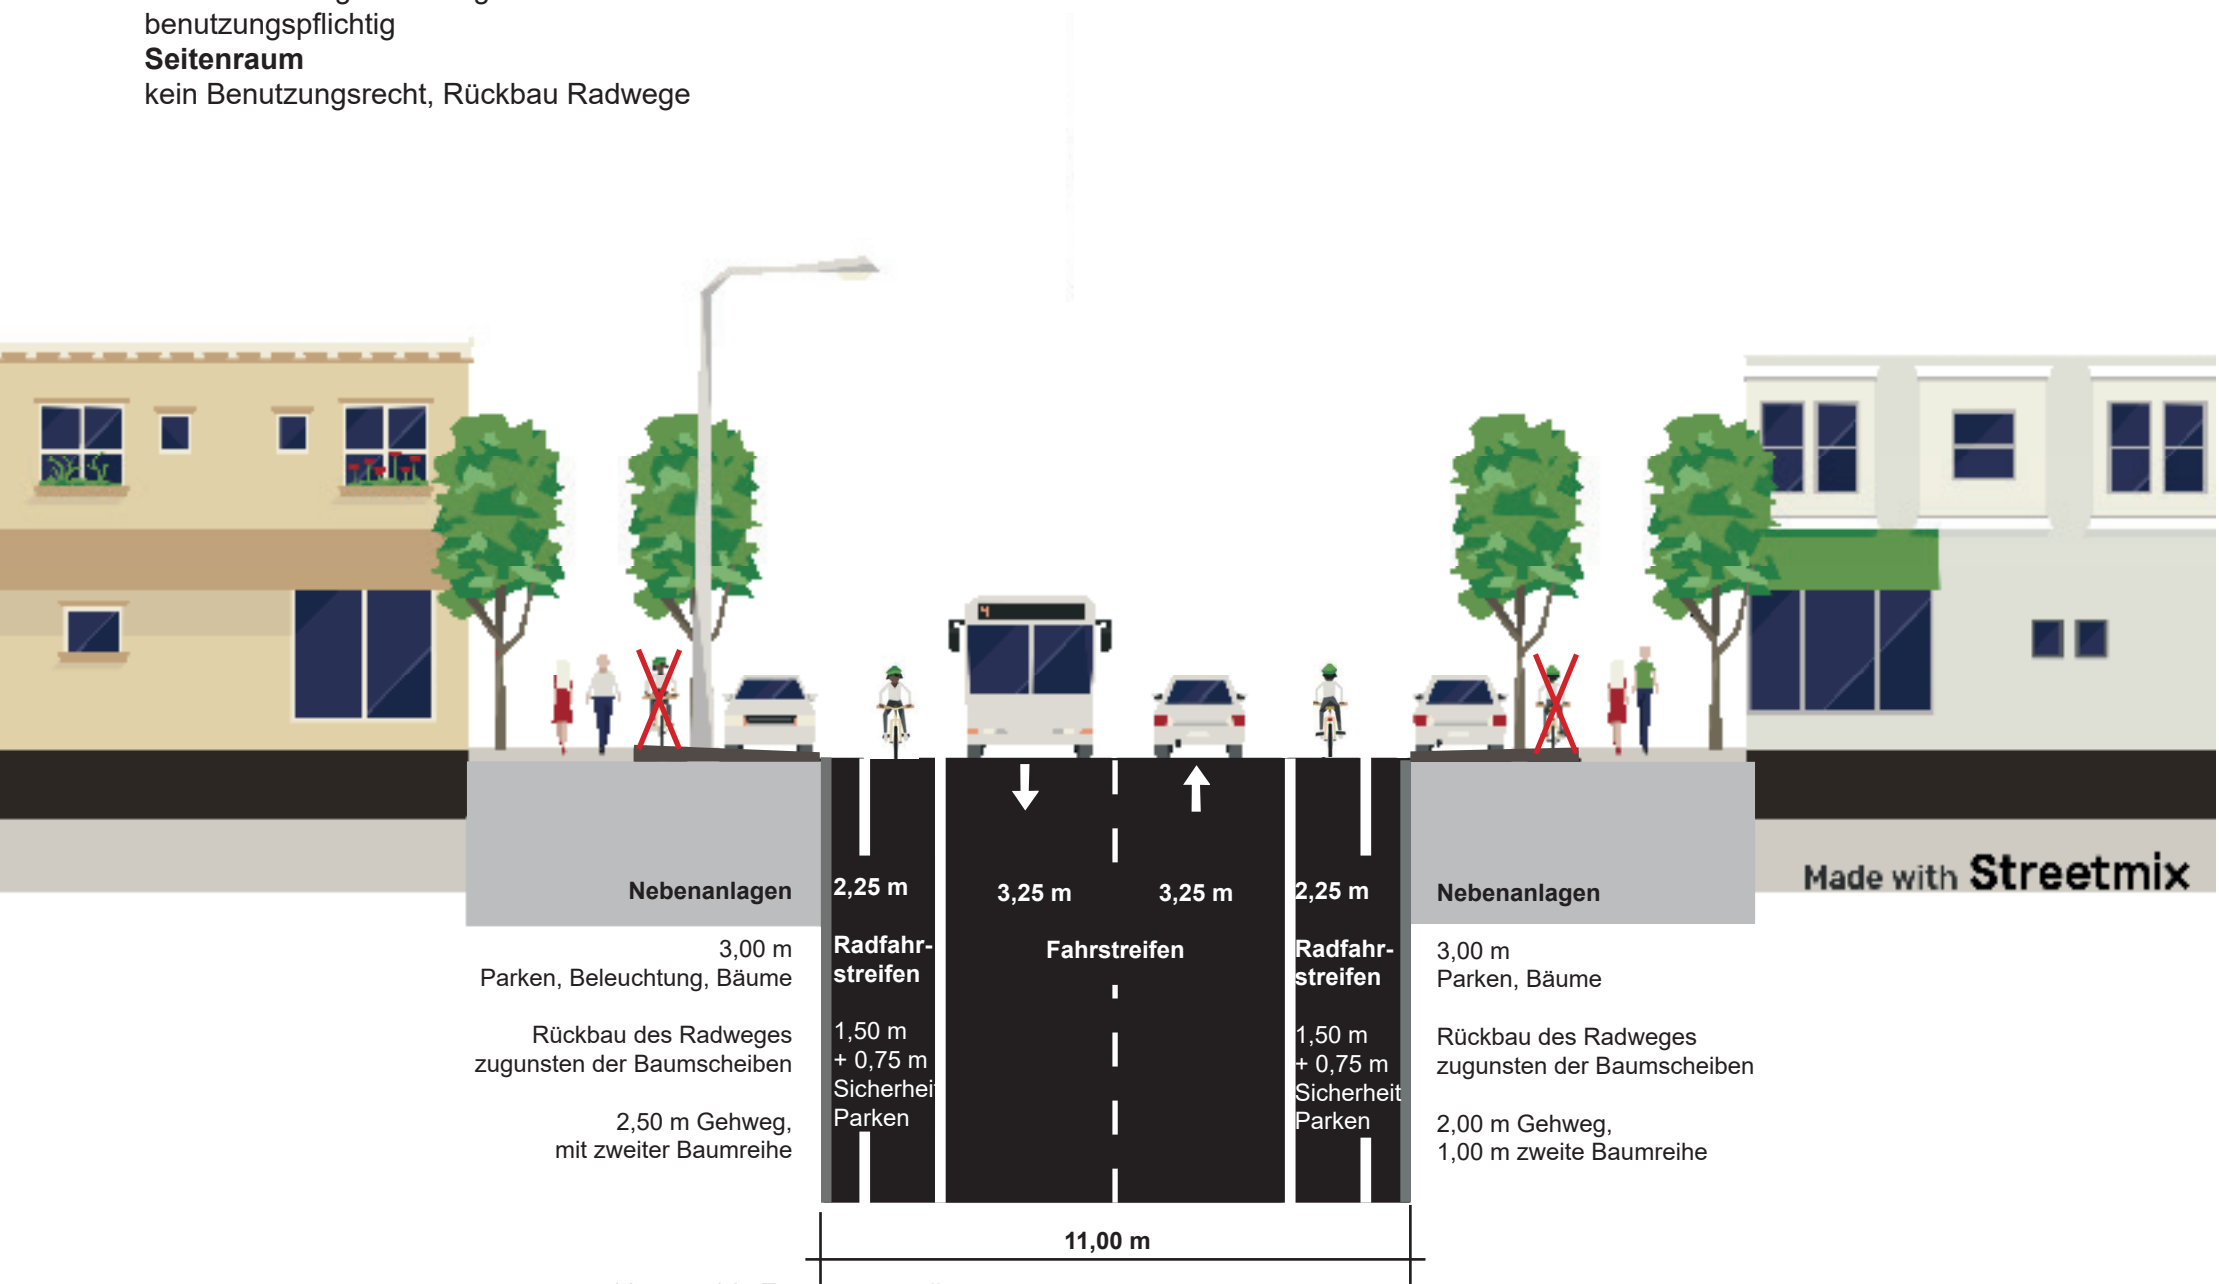 benutzungspflichtig
Seitenraum
kein Benutzungsrecht, Rückbau Radwege
4
Made with Streetmix
Nebenanlagen
3,00 m
Parken, Beleuchtung, Bäume
Rückbau des Radweges
zugunsten der Baumscheiben
2,50 m Gehweg,
mit zweiter Baumreihe
2,25 m
Radfahr-
streifen
1,50 m
+ 0,75 m
Sicherheit
Parken
3,25 m
3,25 m
Fahrstreifen
2,25 m
Radfahr-
streifen
1,50 m
+ 0,75 m
Sicherheit
Parken
Nebenanlagen
3,00 m
Parken, Bäume
Rückbau des Radweges
zugunsten der Baumscheiben
2,00 m Gehweg,
1,00 m zweite Baumreihe
11,00 m